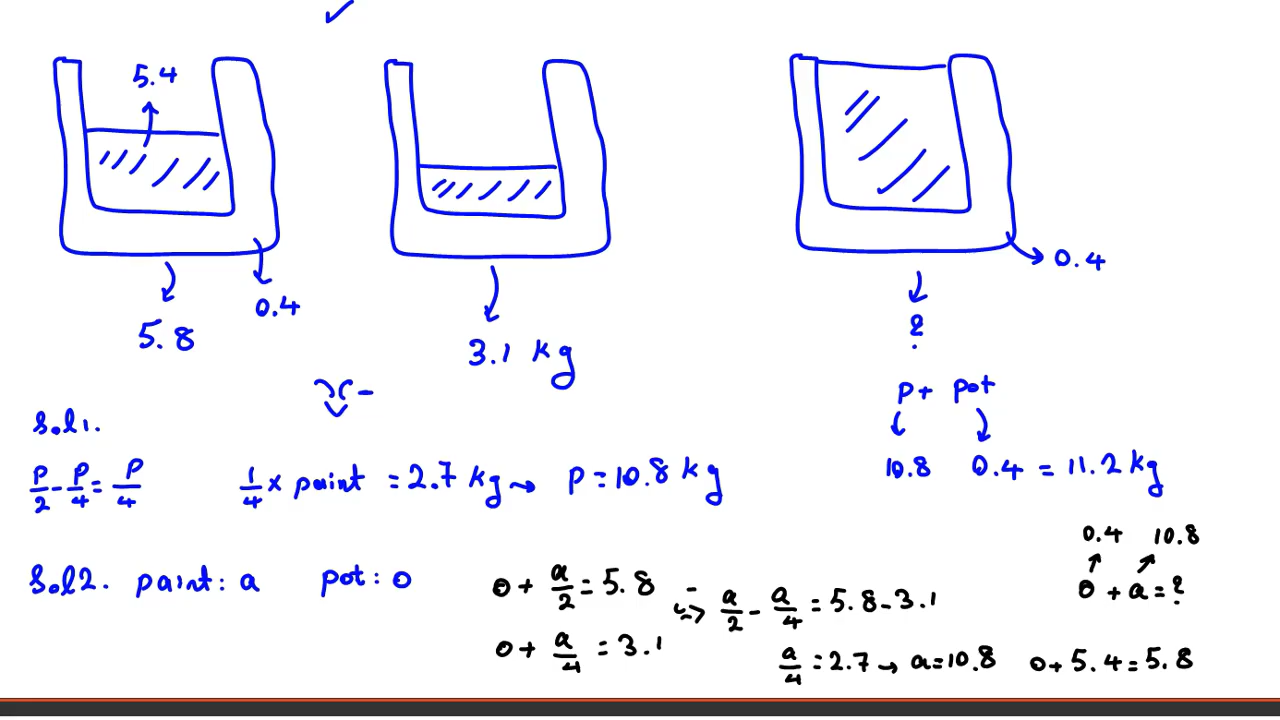 5.4
0.4
5.8
3.1 kg
0.4
?
P + pot
10.8 0.4 = 11.2 kg
Sol1.
P/2 - P/4 = P/4 1/4 x paint = 2.7 kg → P = 10.8 kg
Sol2. paint: a pot: o
o + a/2 = 5.8
o + a/4 = 3.1
- => a/2 - a/4 = 5.8 - 3.1
a/4 = 2.7 → a = 10.8 o + 5.4 = 5.8
0.4 10.8
o + a = ?